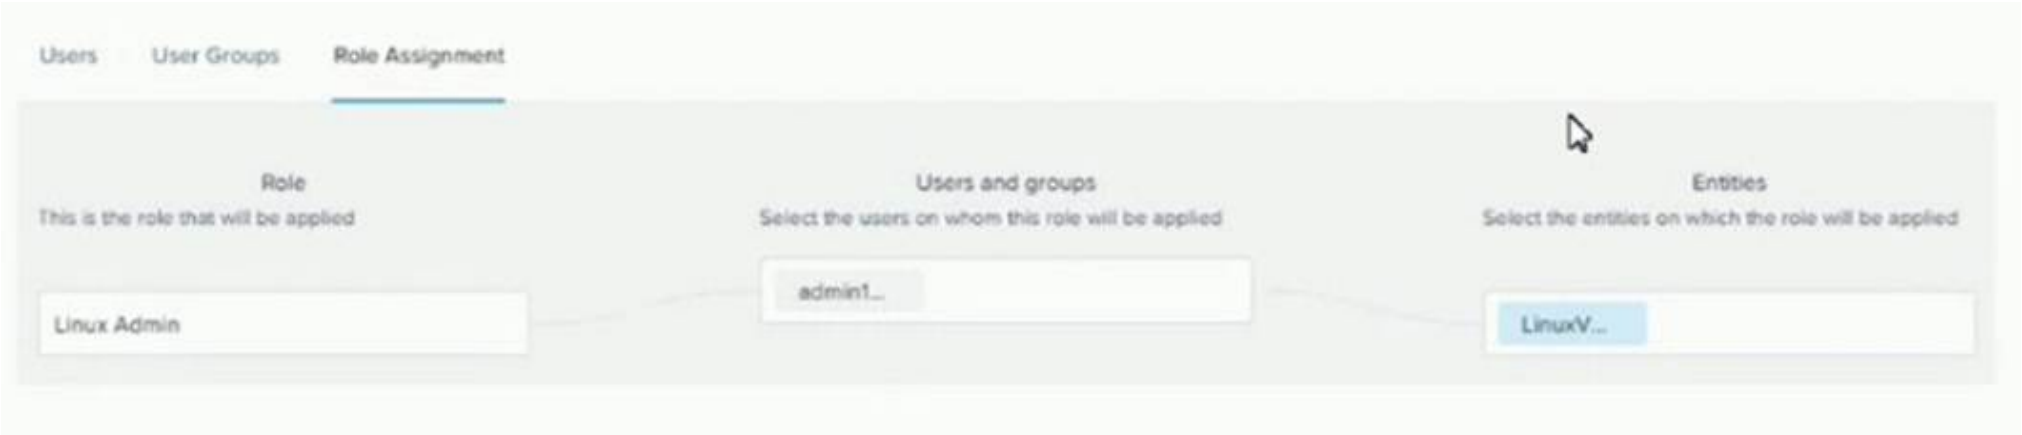 Users User Groups Role Assignment
Role
This is the role that will be applied
Linux Admin
Users and groups
Select the users on whom this role will be applied
admin1...
Entities
Select the entities on which the role will be applied
LinuxV...